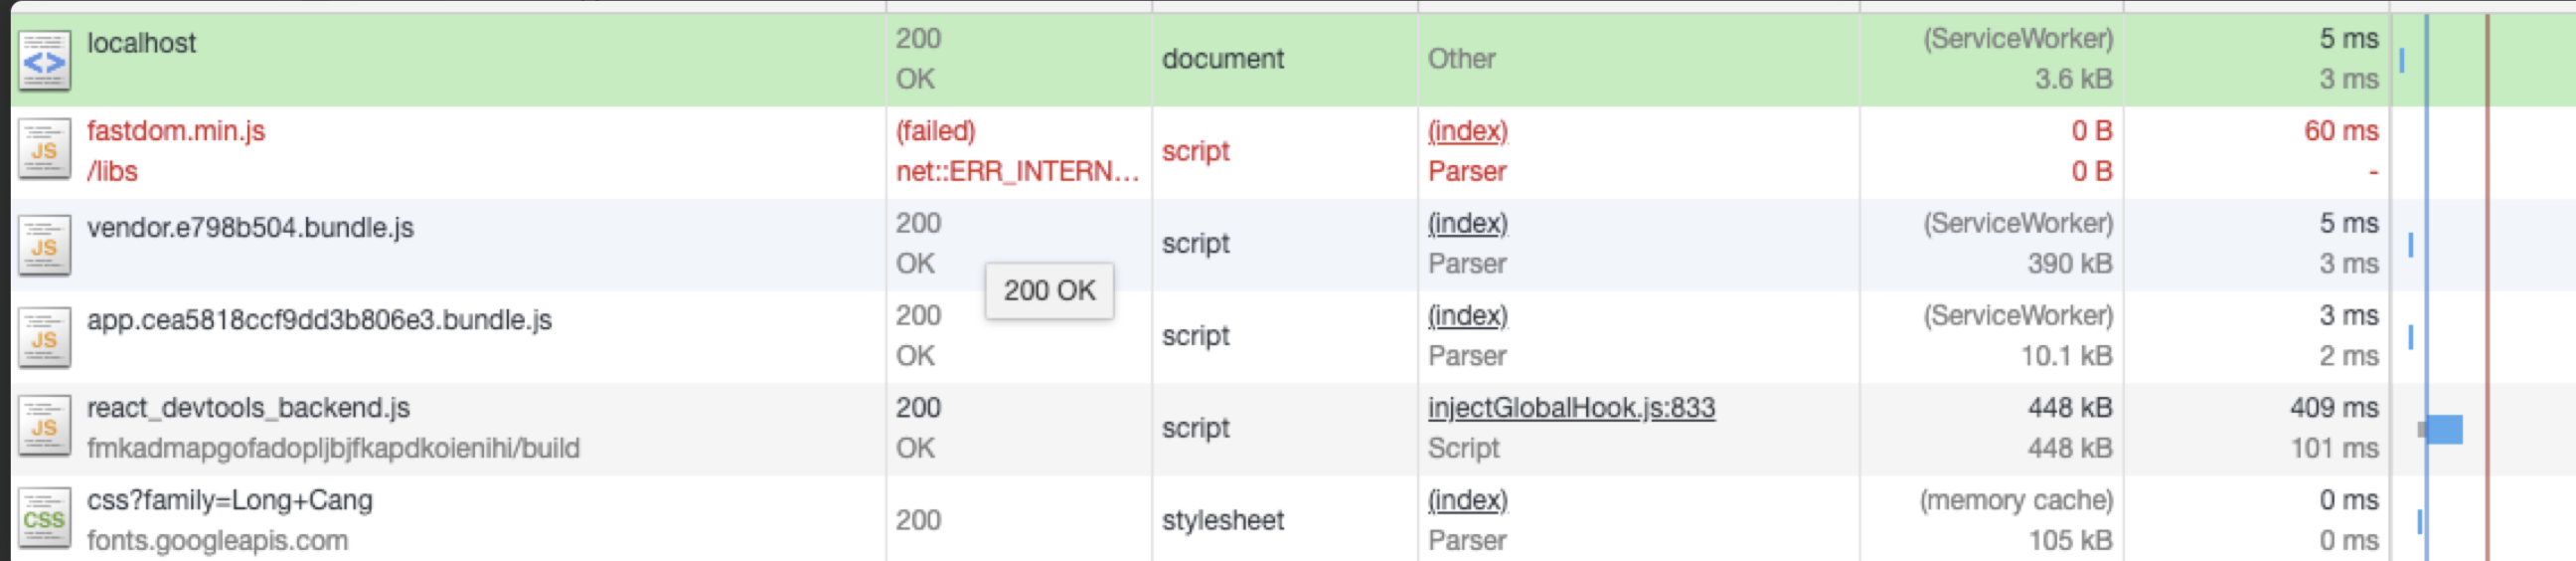 localhost
200
OK
document
Other
(ServiceWorker)
3.6 kB
5 ms
3 ms
fastdom.min.js
/libs
(failed)
net::ERR_INTERN...
script
(index)
Parser
0 B
0 B
60 ms
-
vendor.e798b504.bundle.js
200
OK
script
(index)
Parser
(ServiceWorker)
390 kB
5 ms
3 ms
200 OK
app.cea5818ccf9dd3b806e3.bundle.js
200
OK
script
(index)
Parser
(ServiceWorker)
10.1 kB
3 ms
2 ms
react_devtools_backend.js
fmkadmapgofadopljbjfkapdkoienihi/build
200
OK
script
injectGlobalHook.js:833
Script
448 kB
448 kB
409 ms
101 ms
css?family=Long+Cang
fonts.googleapis.com
200
stylesheet
(index)
Parser
(memory cache)
105 kB
0 ms
0 ms
JS
JS
JS
JS
CSS